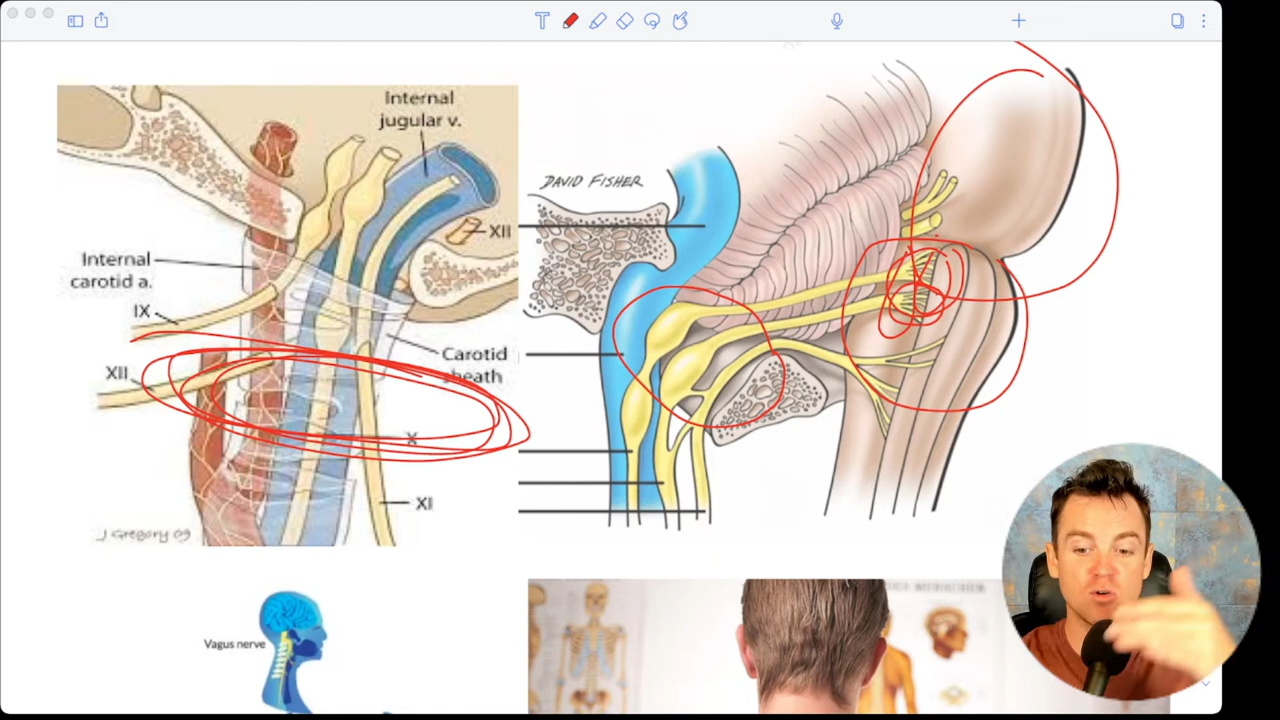 Internal
jugular v.
DAVID FISHER
XII
Internal
carotid a.
IX
Carotid
sheath
XII
X
XI
J Gregory 09
Vagus nerve